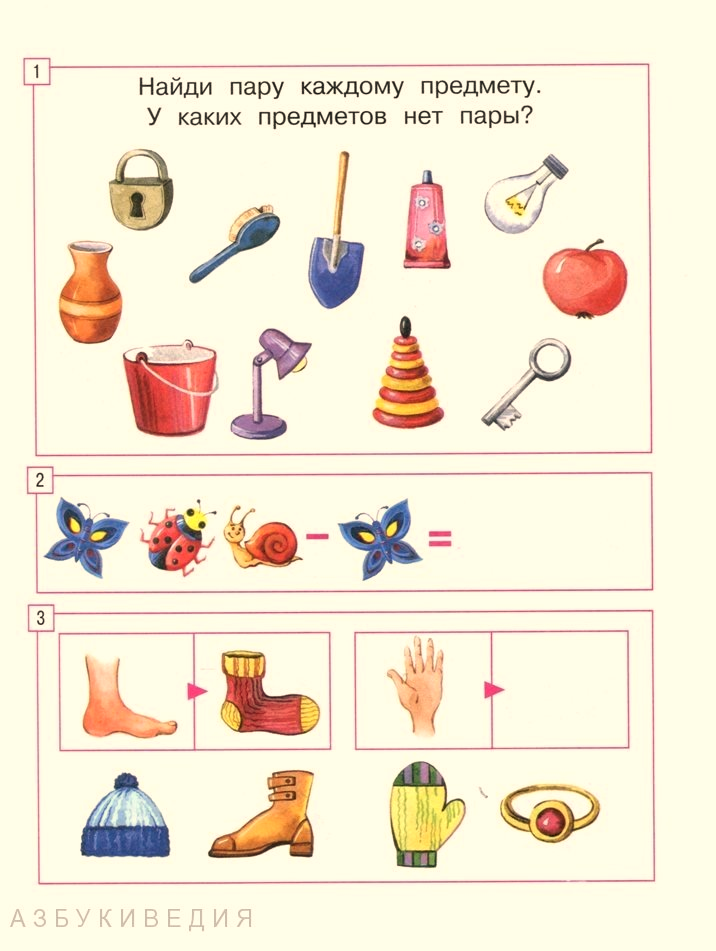 1
Найди пару каждому предмету.
У каких предметов нет пары?
2
− =
3
АЗБУКИВЕДИЯ